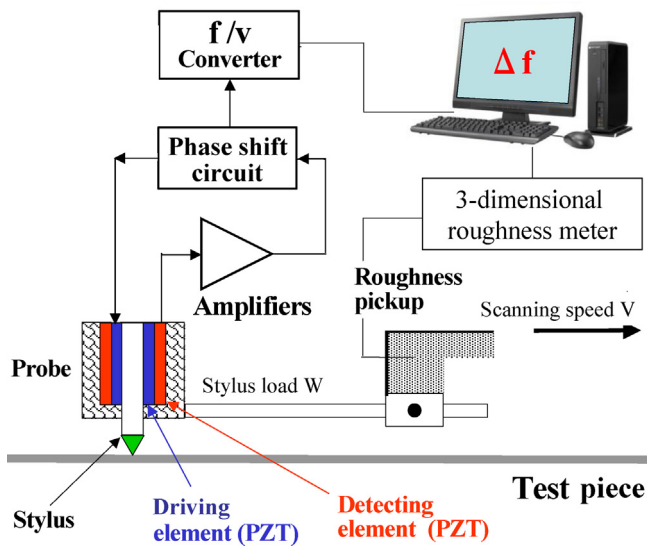 f /v
Converter
Δ f
Phase shift
circuit
3-dimensional
roughness meter
Amplifiers
Roughness
pickup
Scanning speed V
Probe
Stylus load W
Stylus
Driving
element (PZT)
Detecting
element (PZT)
Test piece